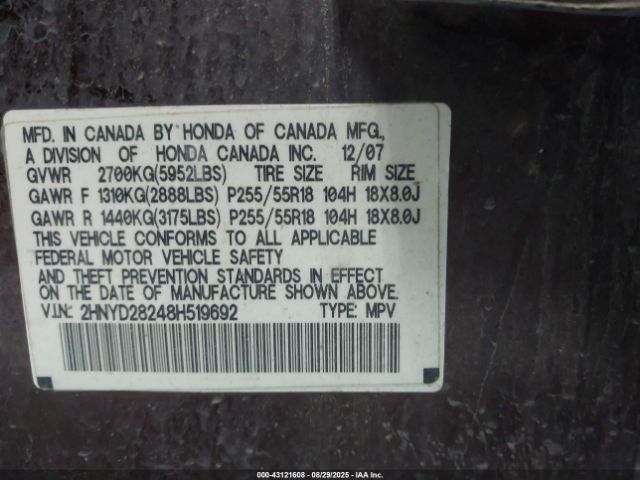 MFD. IN CANADA BY HONDA OF CANADA MFG.,
A DIVISION OF HONDA CANADA INC. 12/07
GVWR 2700KG(5952LBS) TIRE SIZE RIM SIZE
GAWR F 1310KG(2888LBS) P255/55R18 104H 18X8.0J
GAWR R 1440KG(3175LBS) P255/55R18 104H 18X8.0J
THIS VEHICLE CONFORMS TO ALL APPLICABLE
FEDERAL MOTOR VEHICLE SAFETY
AND THEFT PREVENTION STANDARDS IN EFFECT
ON THE DATE OF MANUFACTURE SHOWN ABOVE.
V.I.N.: 2HNYD28248H519692 TYPE: MPV
000-43121608 - 08/29/2025 - ©IAA Inc.